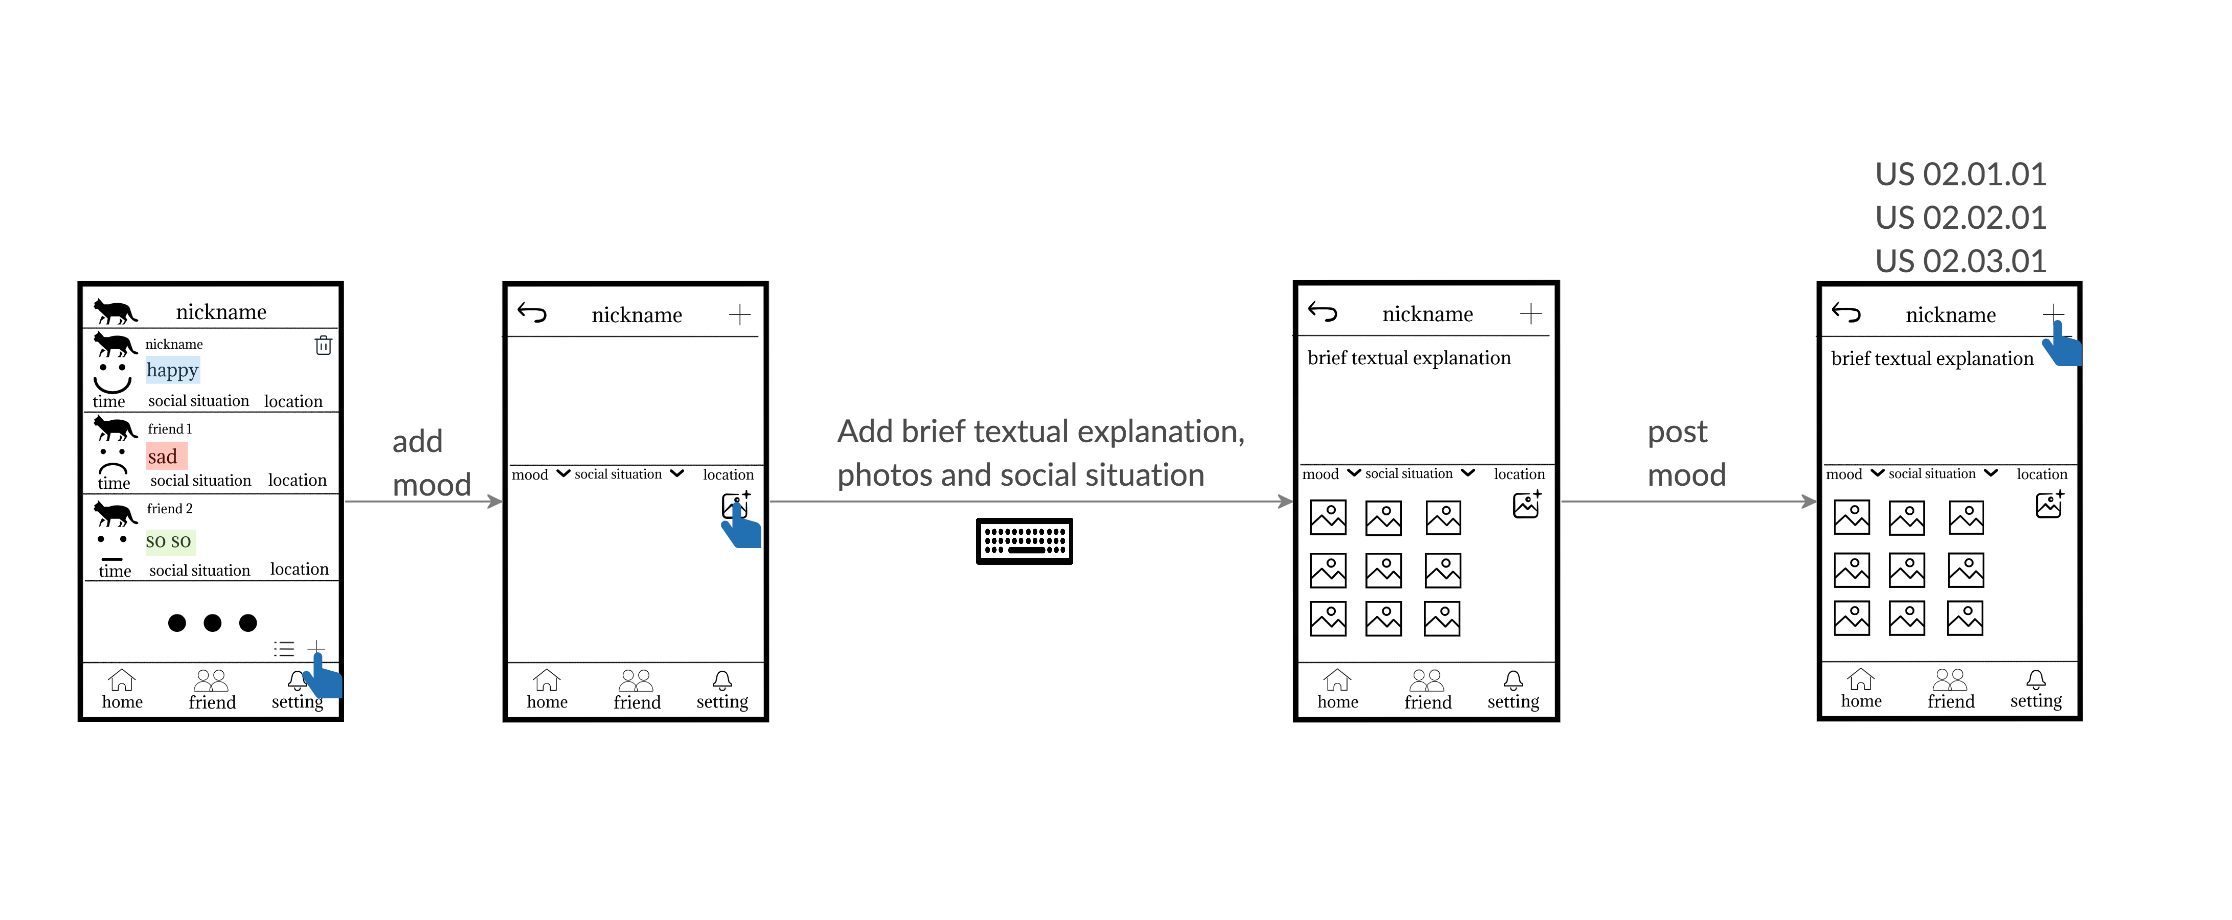 US 02.01.01
US 02.02.01
US 02.03.01
nickname
nickname
happy
time social situation location
friend 1
sad
time social situation location
friend 2
so so
time social situation location
home friend setting
add
mood
nickname
mood social situation location
home friend setting
Add brief textual explanation,
photos and social situation
nickname
brief textual explanation
mood social situation location
home friend setting
post
mood
nickname
brief textual explanation
mood social situation location
home friend setting